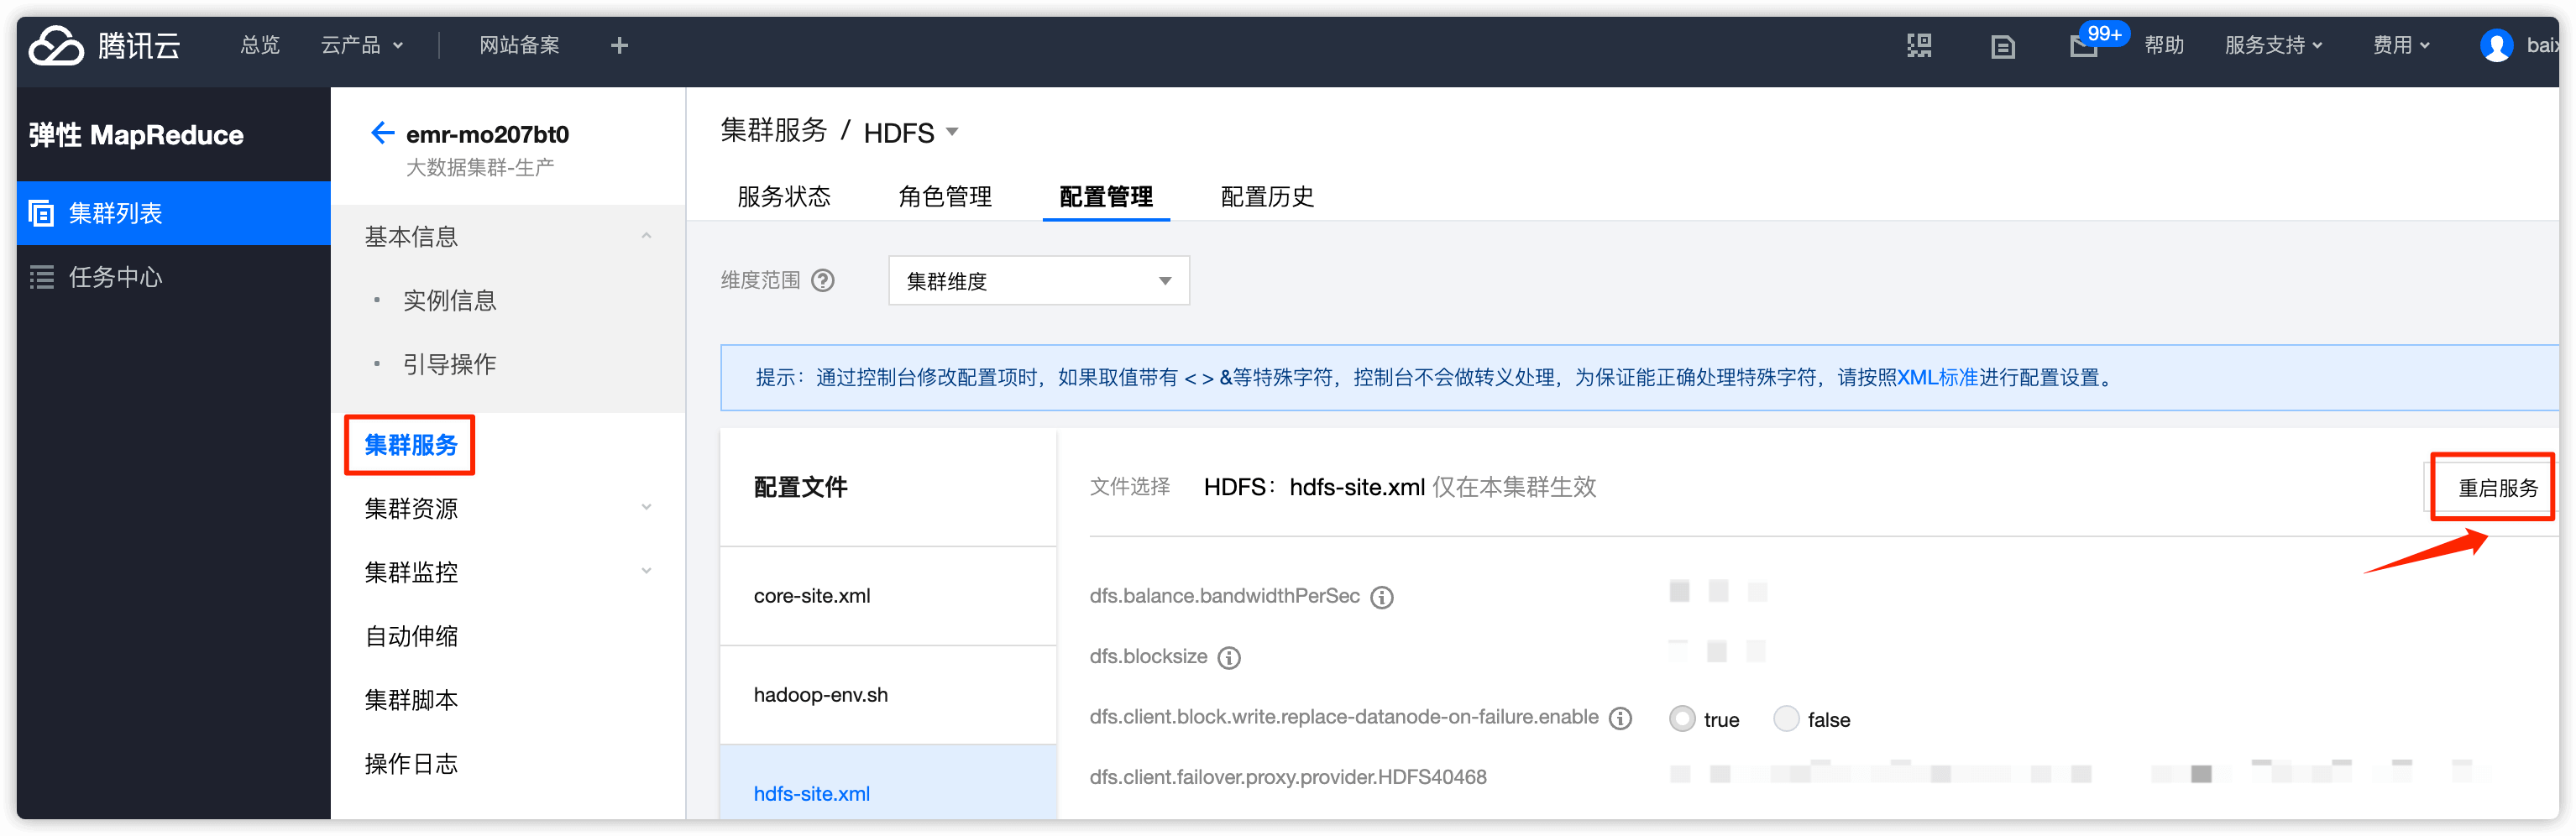 腾讯云 总览 云产品 网站备案 + 99+ 帮助 服务支持 费用
弹性 MapReduce
集群列表
任务中心
emr-mo207bt0
大数据集群-生产
基本信息
实例信息
引导操作
集群服务
集群资源
集群监控
自动伸缩
集群脚本
操作日志
集群服务 / HDFS
服务状态 角色管理 配置管理 配置历史
维度范围 ? 集群维度
提示：通过控制台修改配置项时，如果取值带有 < > &等特殊字符，控制台不会做转义处理，为保证能正确处理特殊字符，请按照XML标准进行配置设置。
配置文件
core-site.xml
hadoop-env.sh
hdfs-site.xml
文件选择 HDFS：hdfs-site.xml 仅在本集群生效 重启服务
dfs.balance.bandwidthPerSec
dfs.blocksize
dfs.client.block.write.replace-datanode-on-failure.enable true false
dfs.client.failover.proxy.provider.HDFS40468